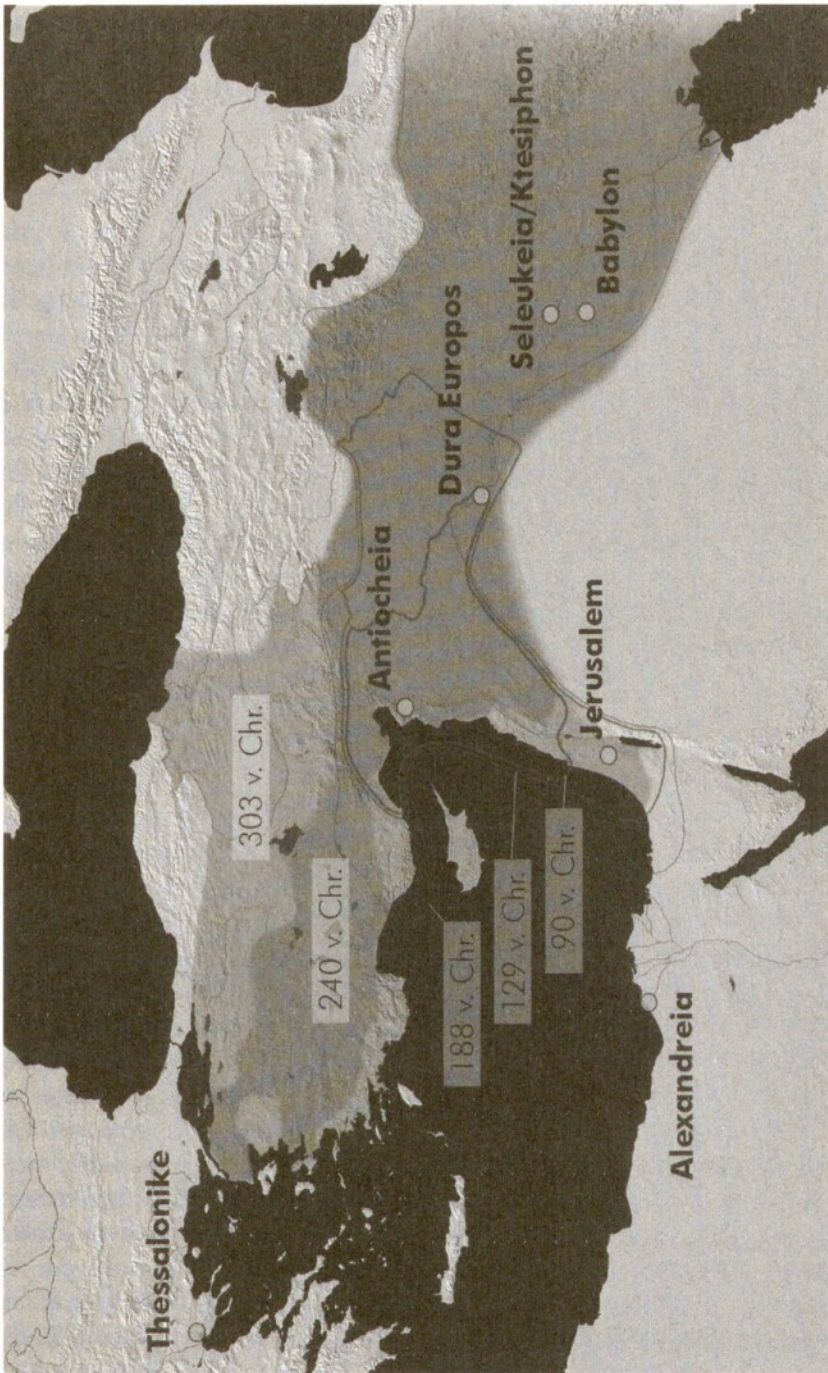 Thessalonike
303 v. Chr.
240 v. Chr.
188 v. Chr.
129 v. Chr.
90 v. Chr.
Antiocheia
Dura Europos
Seleukeia/Ktesiphon
Babylon
Jerusalem
Alexandreia